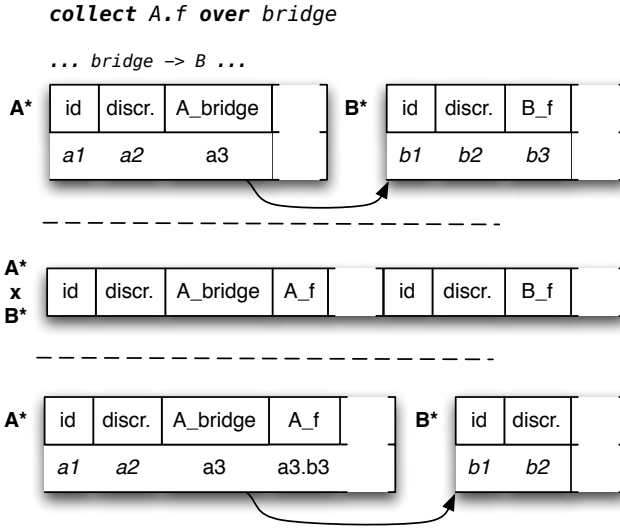 collect A.f over bridge
... bridge -> B ...
A* id discr. A_bridge B* id discr. B_f
a1 a2 a3 b1 b2 b3
A*
x id discr. A_bridge A_f id discr. B_f
B*
A* id discr. A_bridge A_f B* id discr.
a1 a2 a3 a3.b3 b1 b2